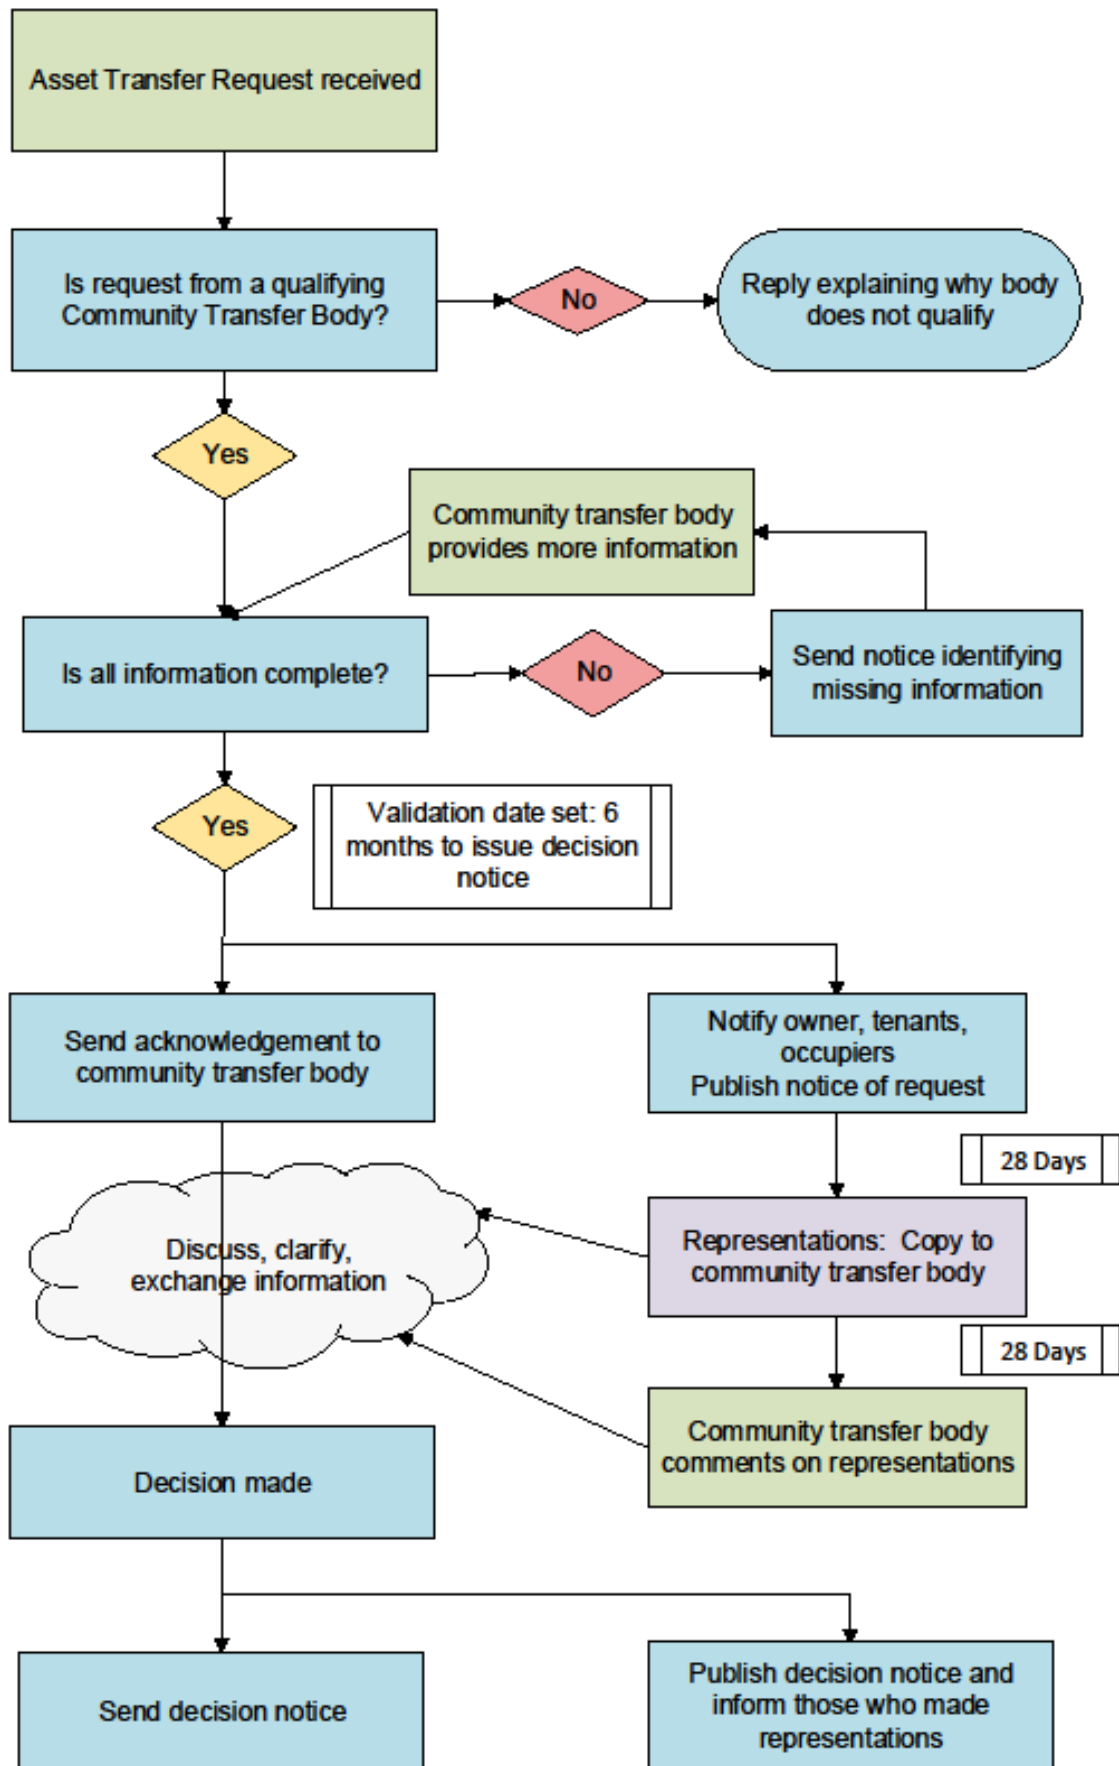 Asset Transfer Request received
Is request from a qualifying
Community Transfer Body?
No
Reply explaining why body
does not qualify
Yes
Community transfer body
provides more information
Is all information complete?
No
Send notice identifying
missing information
Yes
Validation date set: 6
months to issue decision
notice
Send acknowledgement to
community transfer body
Notify owner, tenants,
occupiers
Publish notice of request
28 Days
Discuss, clarify,
exchange information
Representations: Copy to
community transfer body
28 Days
Community transfer body
comments on representations
Decision made
Send decision notice
Publish decision notice and
inform those who made
representations